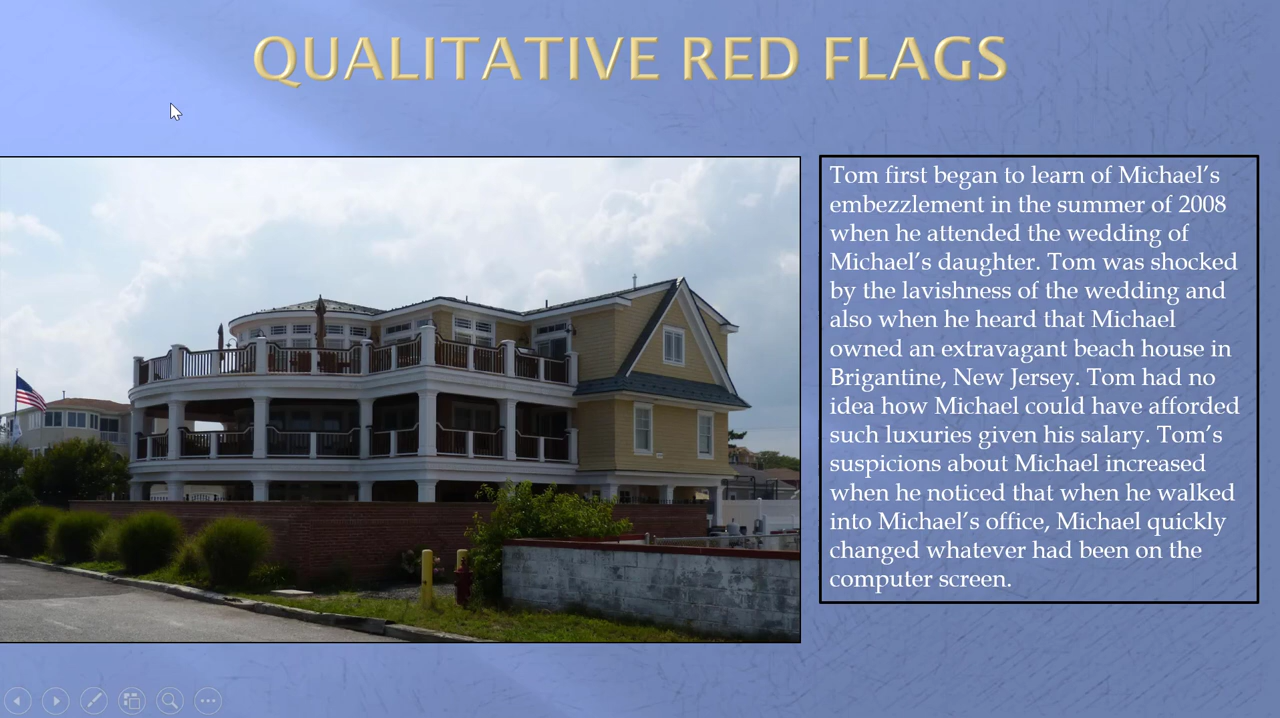 QUALITATIVE RED FLAGS
Tom first began to learn of Michael’s
embezzlement in the summer of 2008
when he attended the wedding of
Michael’s daughter. Tom was shocked
by the lavishness of the wedding and
also when he heard that Michael
owned an extravagant beach house in
Brigantine, New Jersey. Tom had no
idea how Michael could have afforded
such luxuries given his salary. Tom’s
suspicions about Michael increased
when he noticed that when he walked
into Michael’s office, Michael quickly
changed whatever had been on the
computer screen.